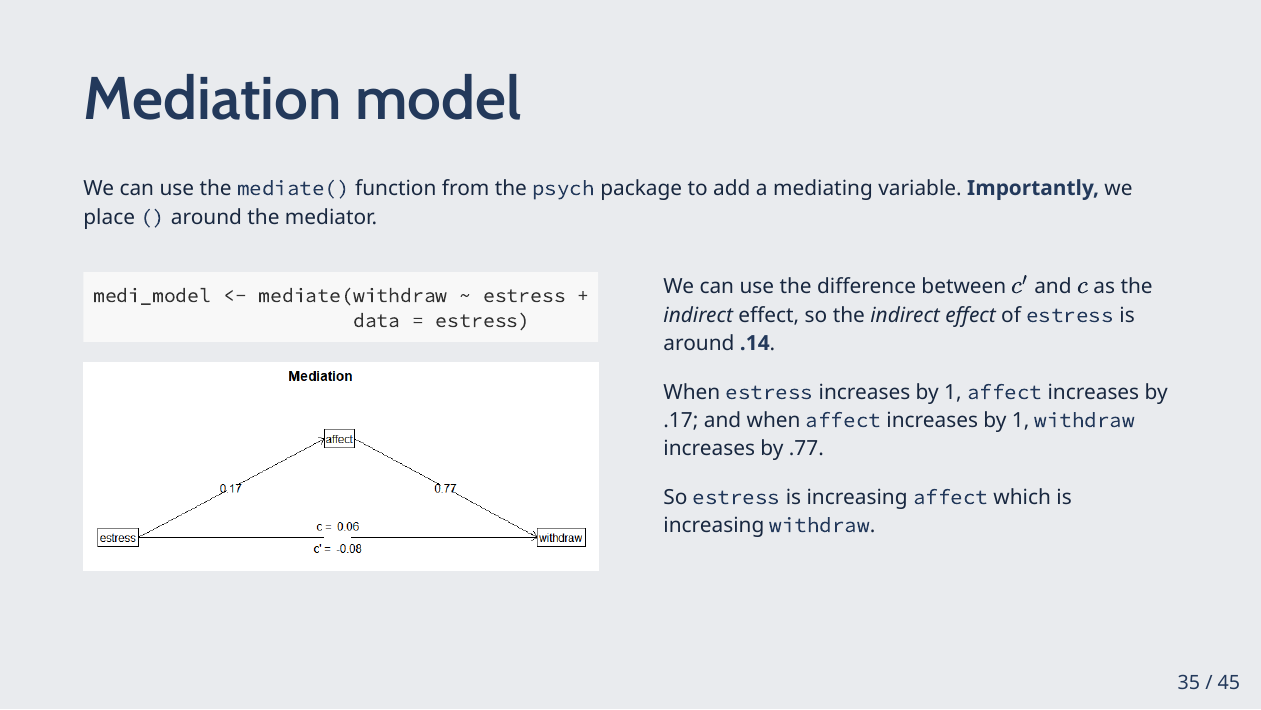 Mediation model
We can use the mediate() function from the psych package to add a mediating variable. Importantly, we
place () around the mediator.
medi_model <- mediate(withdraw ~ estress +
data = estress)
Mediation
affect
0.17
0.77
c = 0.06
estress
withdraw
c' = -0.08
We can use the difference between c′ and c as the
indirect effect, so the indirect effect of estress is
around .14.
When estress increases by 1, affect increases by
.17; and when affect increases by 1, withdraw
increases by .77.
So estress is increasing affect which is
increasing withdraw.
35 / 45